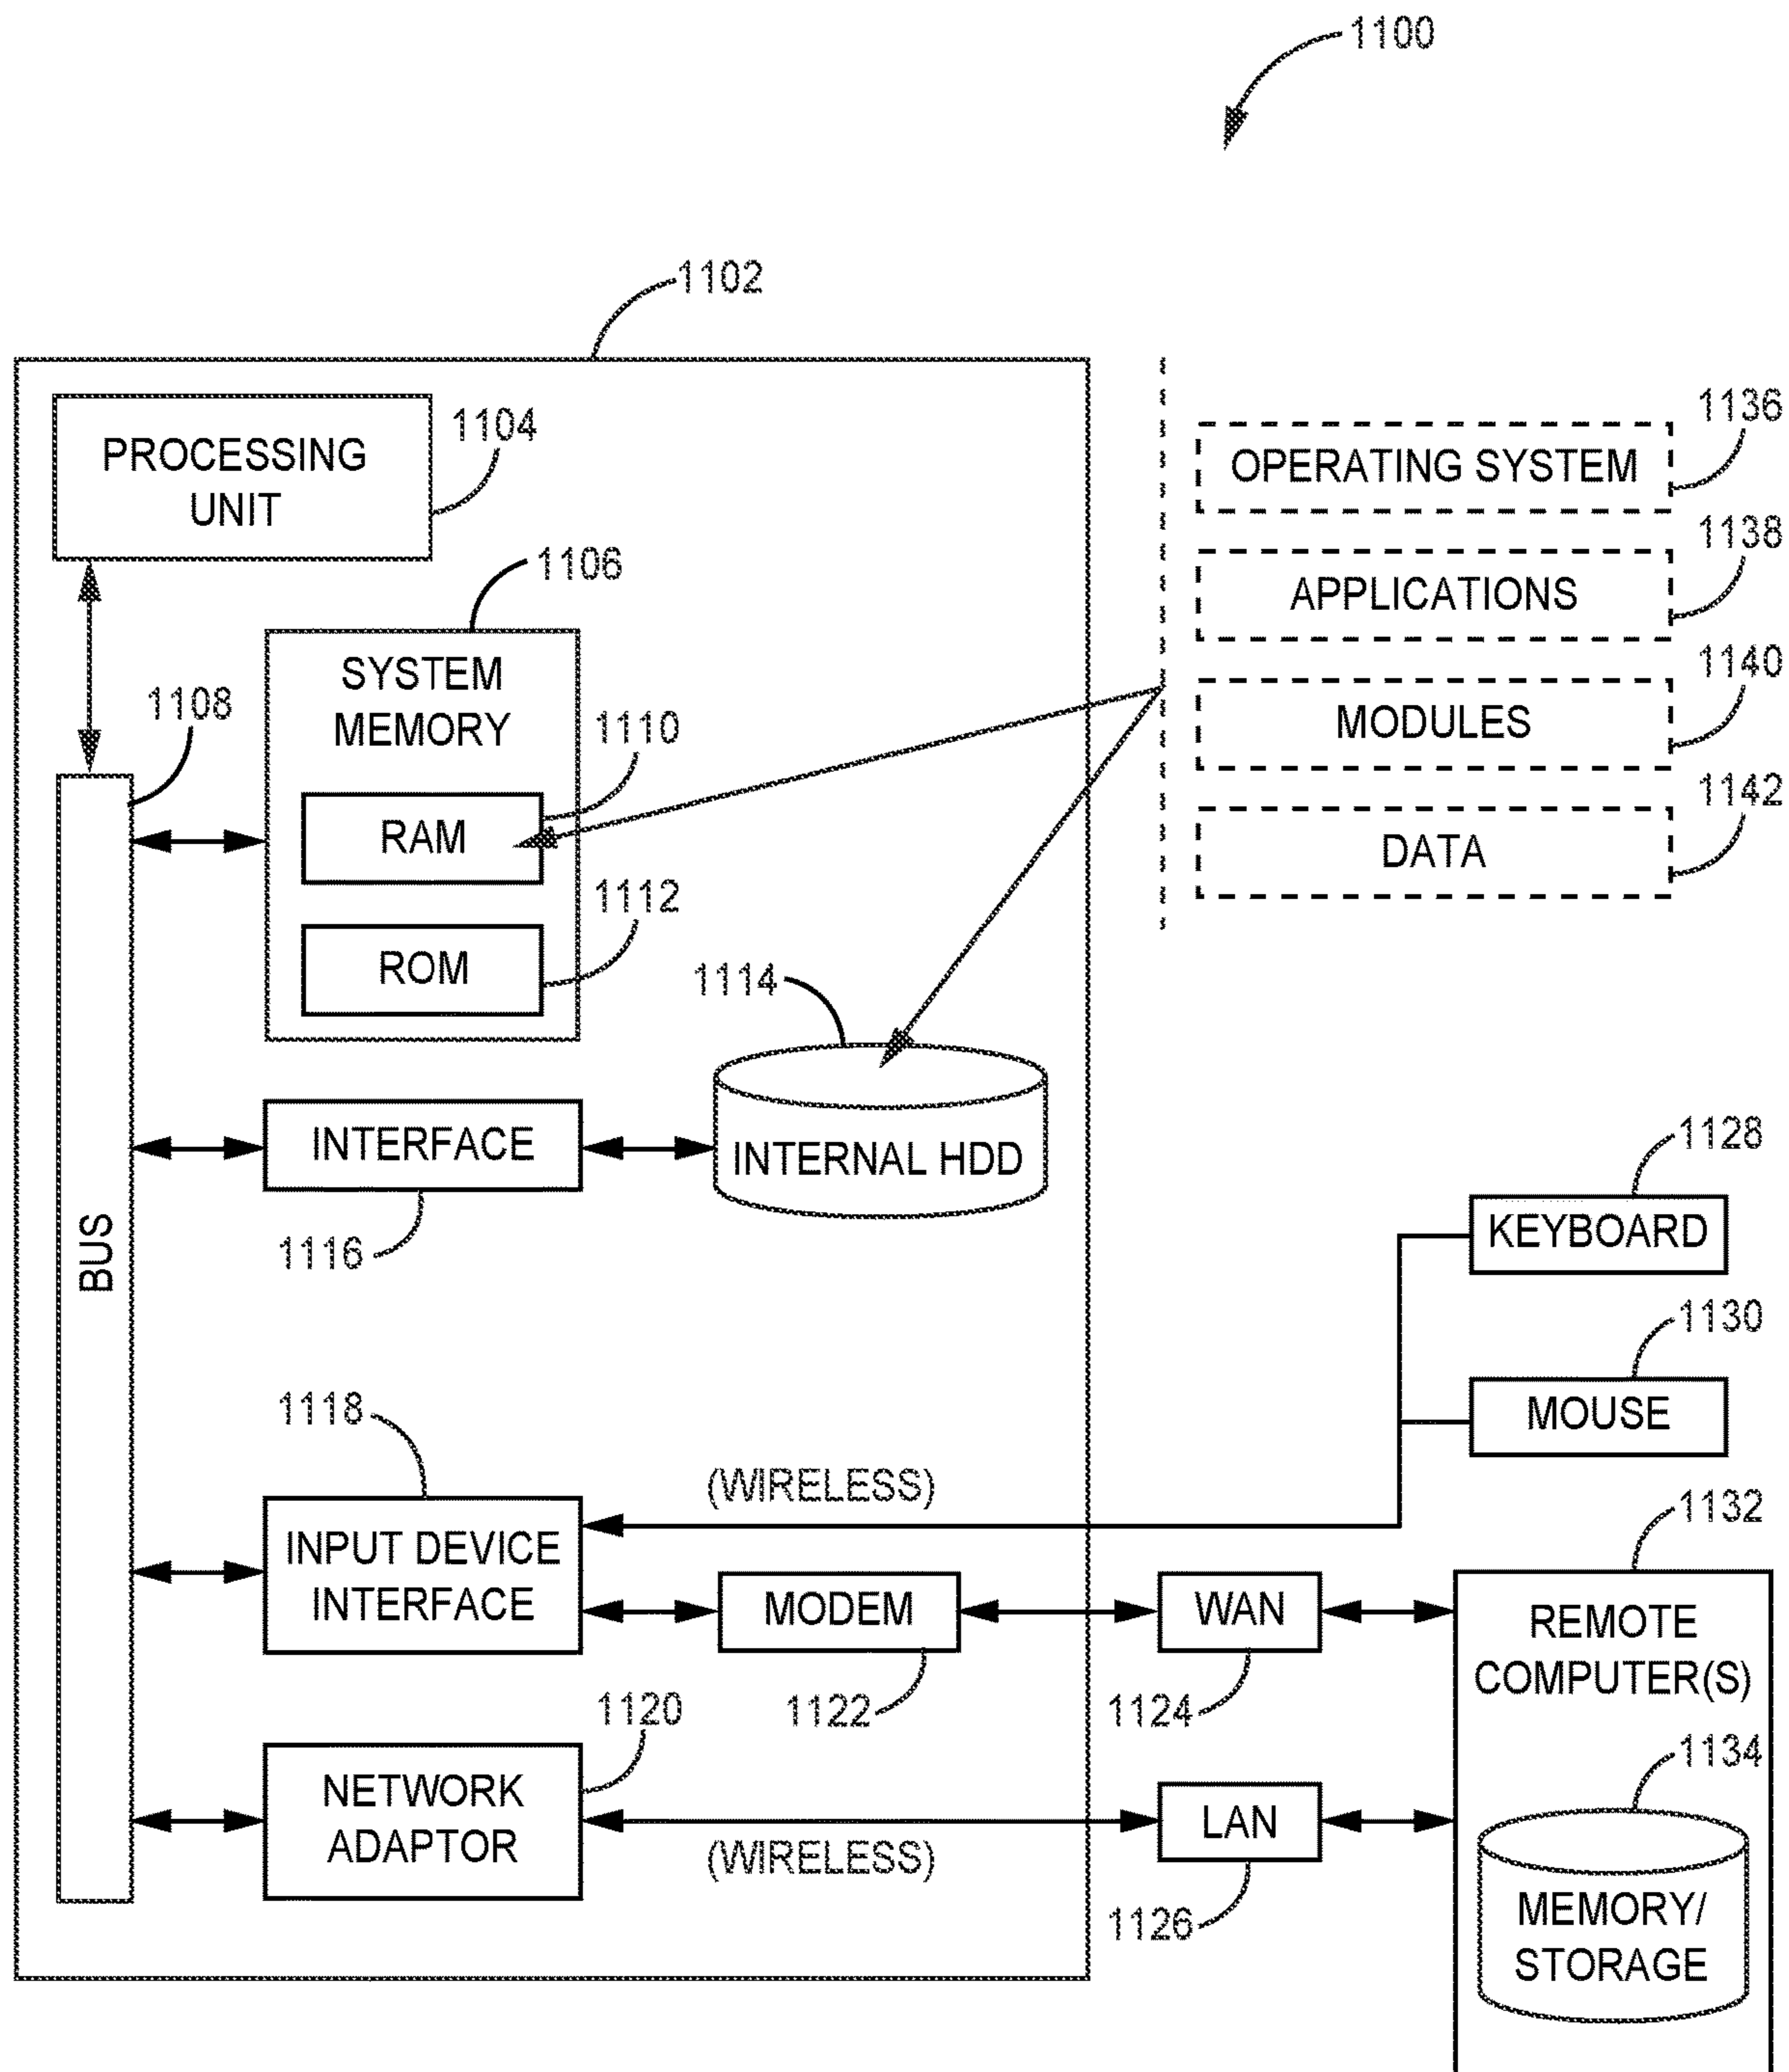 1100
1102
PROCESSING
UNIT
1104
1106
SYSTEM
MEMORY
1108
1110
RAM
1112
ROM
1114
INTERNAL HDD
INTERFACE
1116
BUS
1136
OPERATING SYSTEM
1138
APPLICATIONS
1140
MODULES
1142
DATA
1128
KEYBOARD
1130
MOUSE
1118
(WIRELESS)
INPUT DEVICE
INTERFACE
MODEM
1122
WAN
1124
1132
REMOTE
COMPUTER(S)
1120
NETWORK
ADAPTOR
(WIRELESS)
LAN
1126
1134
MEMORY/
STORAGE